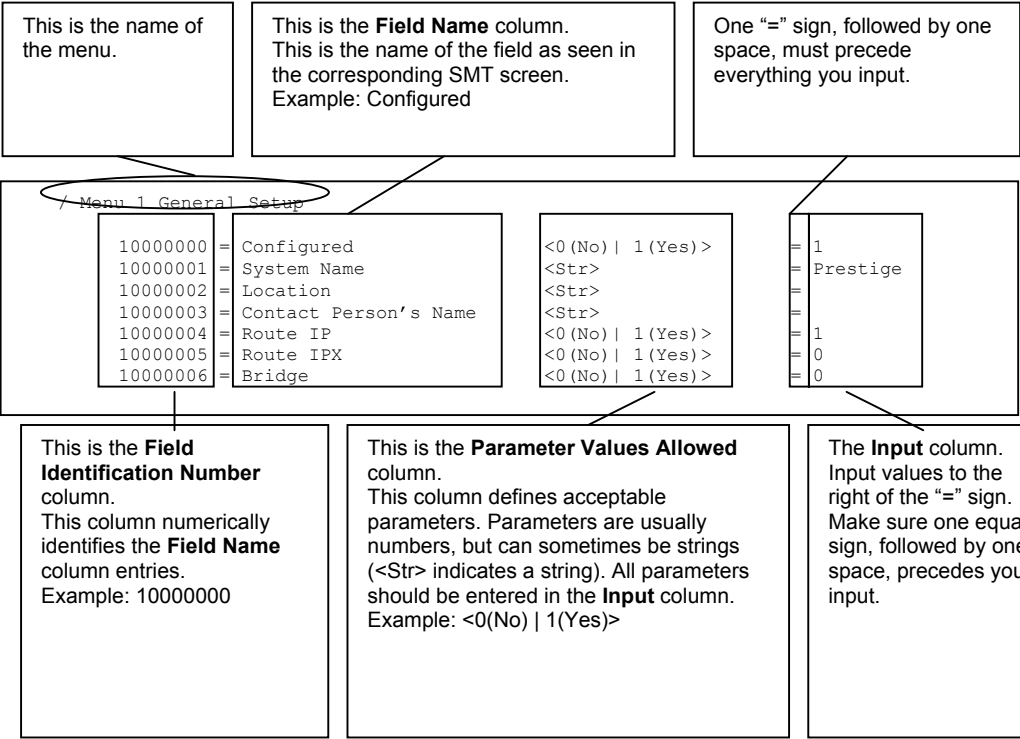 This is the name of
the menu.
This is the Field Name column.
This is the name of the field as seen in
the corresponding SMT screen.
Example: Configured
One “=” sign, followed by one
space, must precede
everything you input.
/ Menu 1 General Setup
10000000 = Configured <0(No)| 1(Yes)> = 1
10000001 = System Name <Str> = Prestige
10000002 = Location <Str> =
10000003 = Contact Person’s Name <Str> =
10000004 = Route IP <0(No)| 1(Yes)> = 1
10000005 = Route IPX <0(No)| 1(Yes)> = 0
10000006 = Bridge <0(No)| 1(Yes)> = 0
This is the Field
Identification Number
column.
This column numerically
identifies the Field Name
column entries.
Example: 10000000
This is the Parameter Values Allowed
column.
This column defines acceptable
parameters. Parameters are usually
numbers, but can sometimes be strings
(<Str> indicates a string). All parameters
should be entered in the Input column.
Example: <0(No) | 1(Yes)>
The Input column.
Input values to the
right of the “=” sign.
Make sure one equa
sign, followed by one
space, precedes you
input.